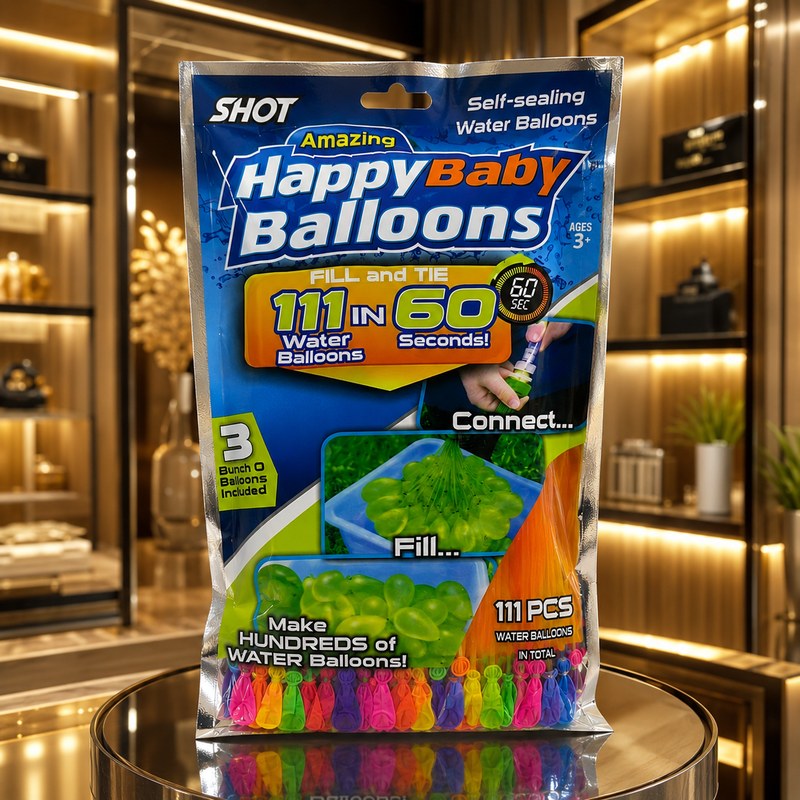 SHOT
Self-sealing
Water Balloons
Amazing
HappyBaby
Balloons
AGES
3+
FILL and TIE
111 IN 60
Water
Balloons
Seconds!
60
SEC
Connect...
3
Bunch O
Balloons
Included
Fill...
Make
HUNDREDS of
WATER Balloons!
111 PCS
WATER BALLOONS
IN TOTAL